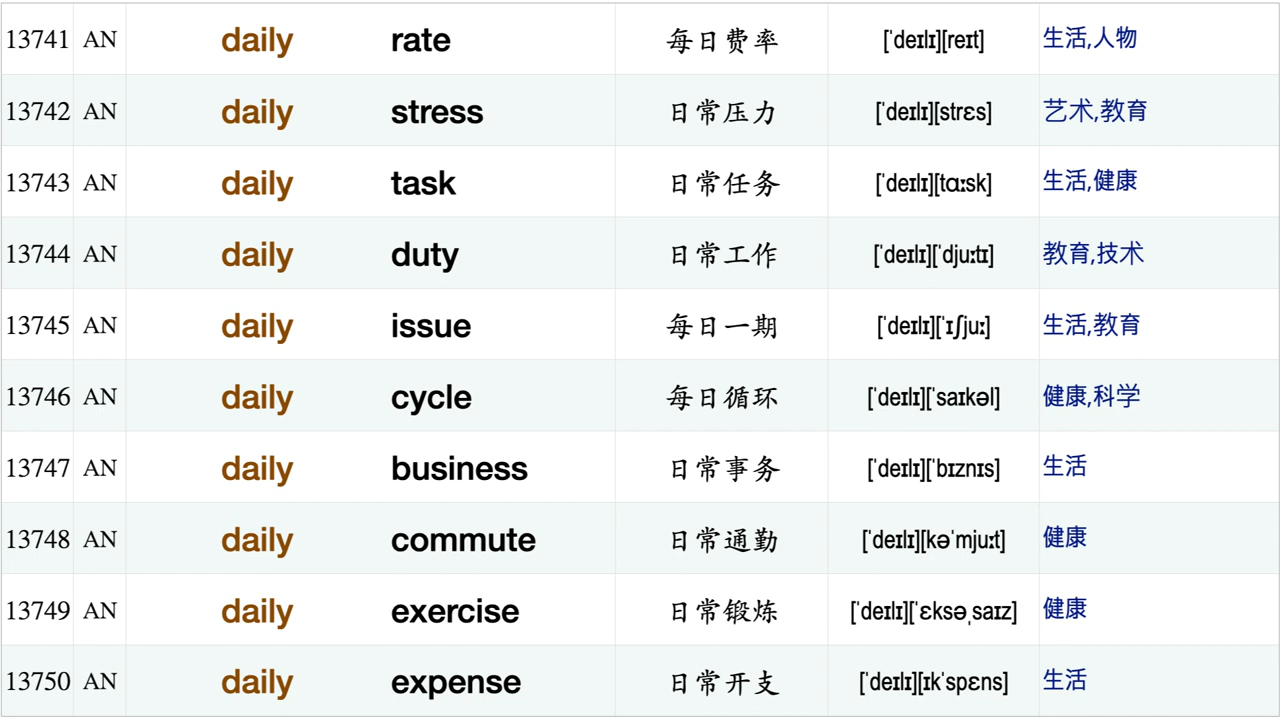 13741 AN daily rate 每日费率 [ˈdeɪlɪ][reɪt] 生活,人物
13742 AN daily stress 日常压力 [ˈdeɪlɪ][strɛs] 艺术,教育
13743 AN daily task 日常任务 [ˈdeɪlɪ][tɑːsk] 生活,健康
13744 AN daily duty 日常工作 [ˈdeɪlɪ][ˈdjuːtɪ] 教育,技术
13745 AN daily issue 每日一期 [ˈdeɪlɪ][ˈɪʃjuː] 生活,教育
13746 AN daily cycle 每日循环 [ˈdeɪlɪ][ˈsaɪkəl] 健康,科学
13747 AN daily business 日常事务 [ˈdeɪlɪ][ˈbɪznɪs] 生活
13748 AN daily commute 日常通勤 [ˈdeɪlɪ][kəˈmjuːt] 健康
13749 AN daily exercise 日常锻炼 [ˈdeɪlɪ][ˈɛksəˌsaɪz] 健康
13750 AN daily expense 日常开支 [ˈdeɪlɪ][ɪkˈspɛns] 生活